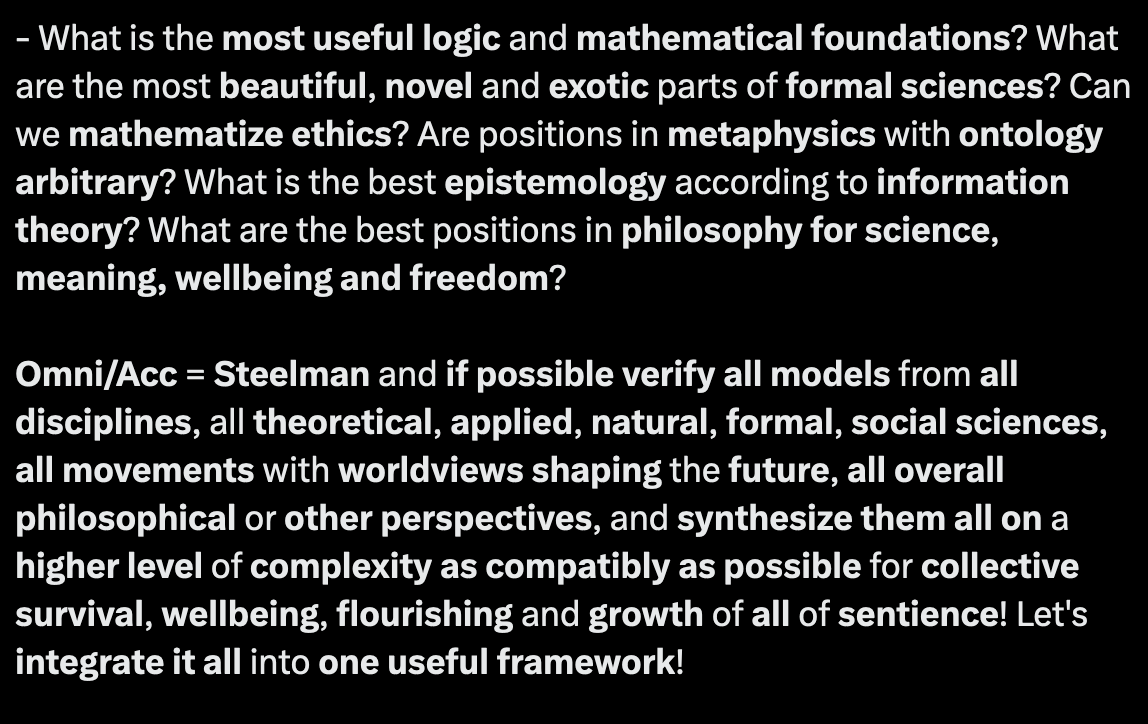 - What is the most useful logic and mathematical foundations? What
are the most beautiful, novel and exotic parts of formal sciences? Can
we mathematize ethics? Are positions in metaphysics with ontology
arbitrary? What is the best epistemology according to information
theory? What are the best positions in philosophy for science,
meaning, wellbeing and freedom?
Omni/Acc = Steelman and if possible verify all models from all
disciplines, all theoretical, applied, natural, formal, social sciences,
all movements with worldviews shaping the future, all overall
philosophical or other perspectives, and synthesize them all on a
higher level of complexity as compatibly as possible for collective
survival, wellbeing, flourishing and growth of all of sentience! Let's
integrate it all into one useful framework!